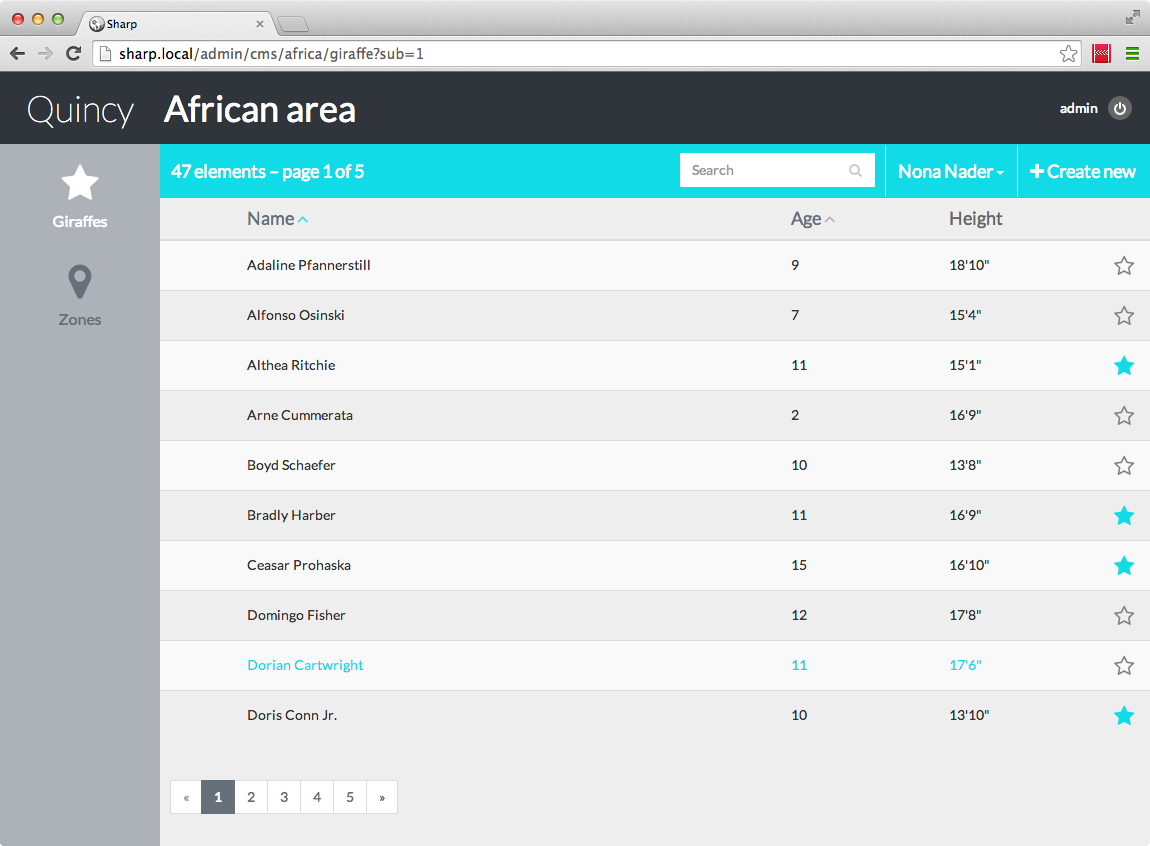 Sharp
sharp.local/admin/cms/africa/giraffe?sub=1
Quincy African area admin
Giraffes
Zones
47 elements – page 1 of 5 Search Nona Nader Create new
Name Age Height
Adaline Pfannerstill 9 18'10"
Alfonso Osinski 7 15'4"
Althea Ritchie 11 15'1"
Arne Cummerata 2 16'9"
Boyd Schaefer 10 13'8"
Bradly Harber 11 16'9"
Ceasar Prohaska 15 16'10"
Domingo Fisher 12 17'8"
Dorian Cartwright 11 17'6"
Doris Conn Jr. 10 13'10"
« 1 2 3 4 5 »